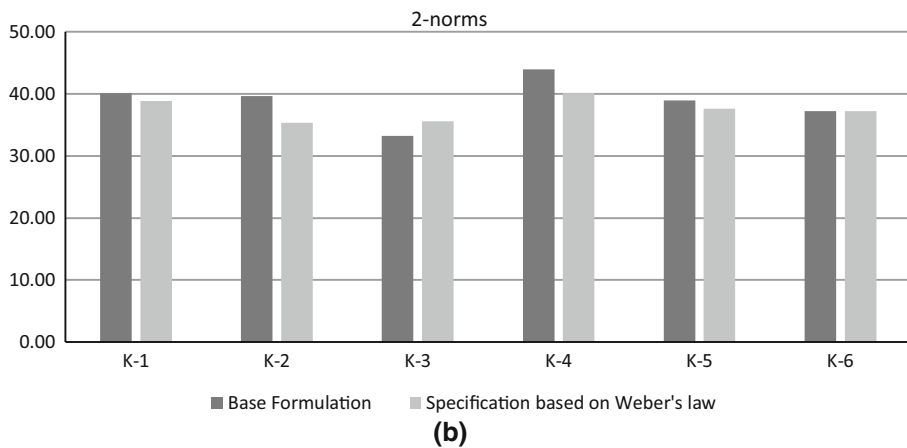 2-norms
50.00
40.00
30.00
20.00
10.00
0.00
K-1 K-2 K-3 K-4 K-5 K-6
Base Formulation Specification based on Weber's law
(b)